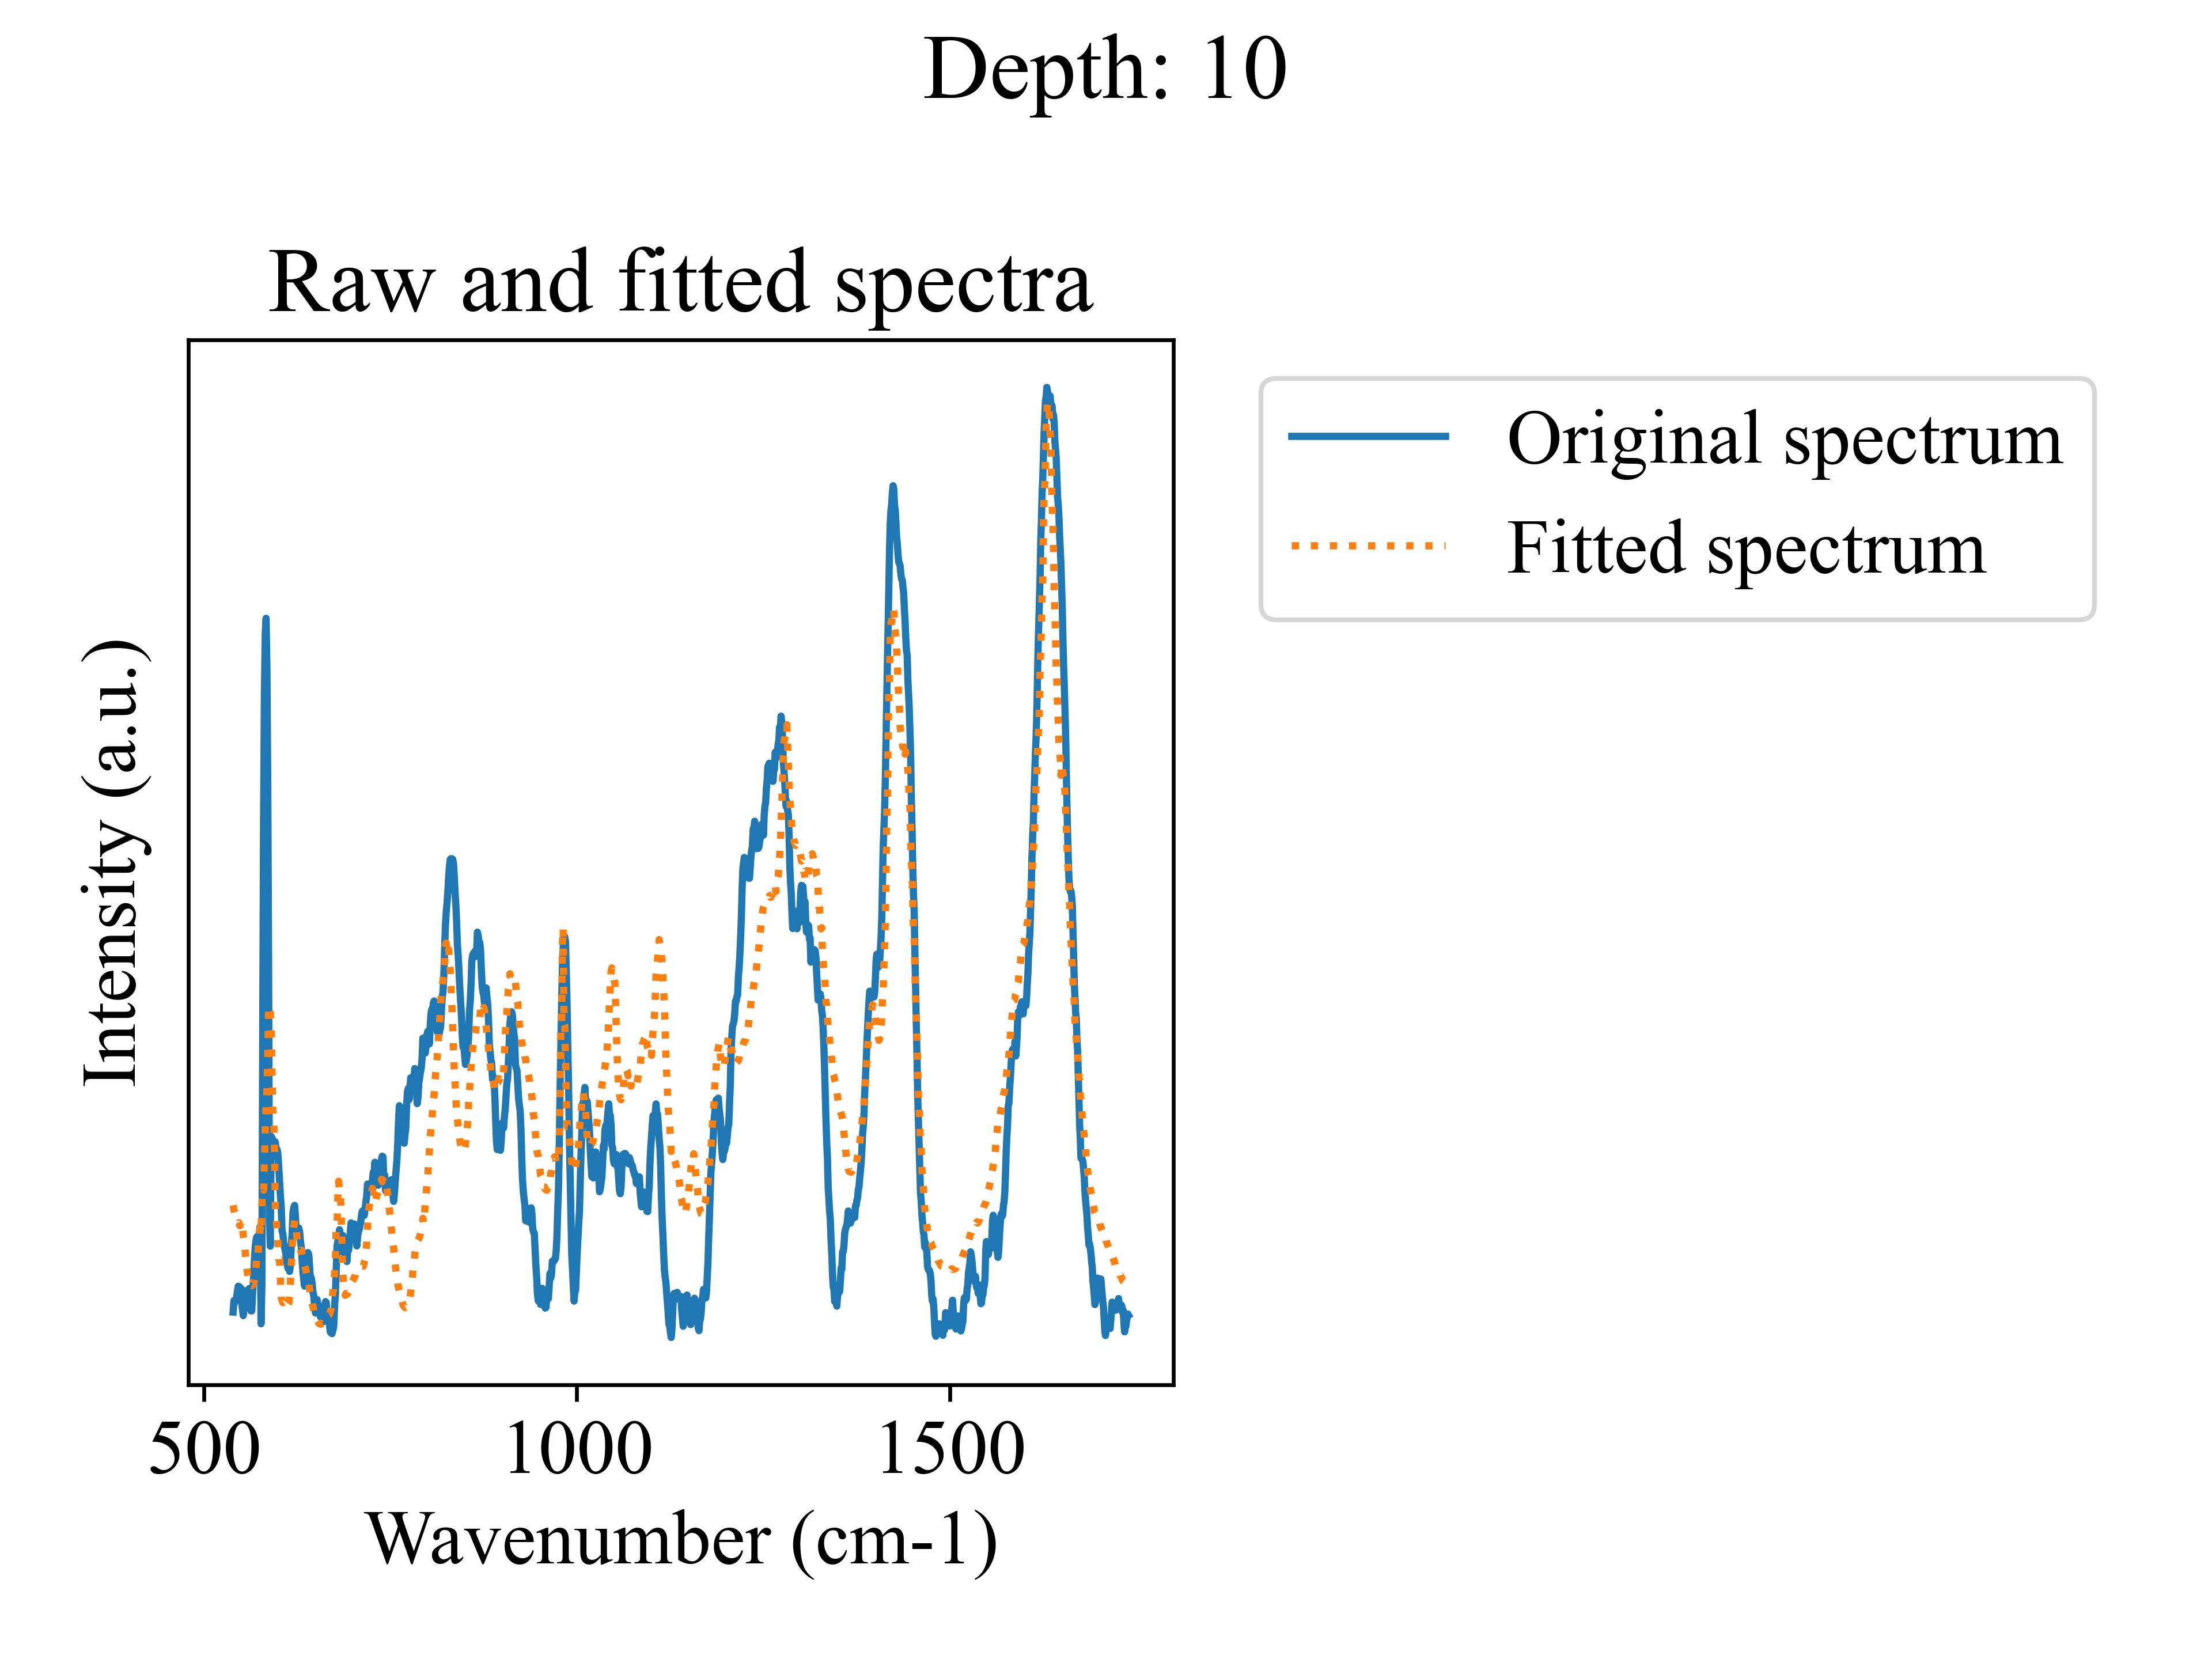 Depth: 10
Raw and fitted spectra
Original spectrum
Fitted spectrum
Intensity (a.u.)
500 1000 1500
Wavenumber (cm-1)